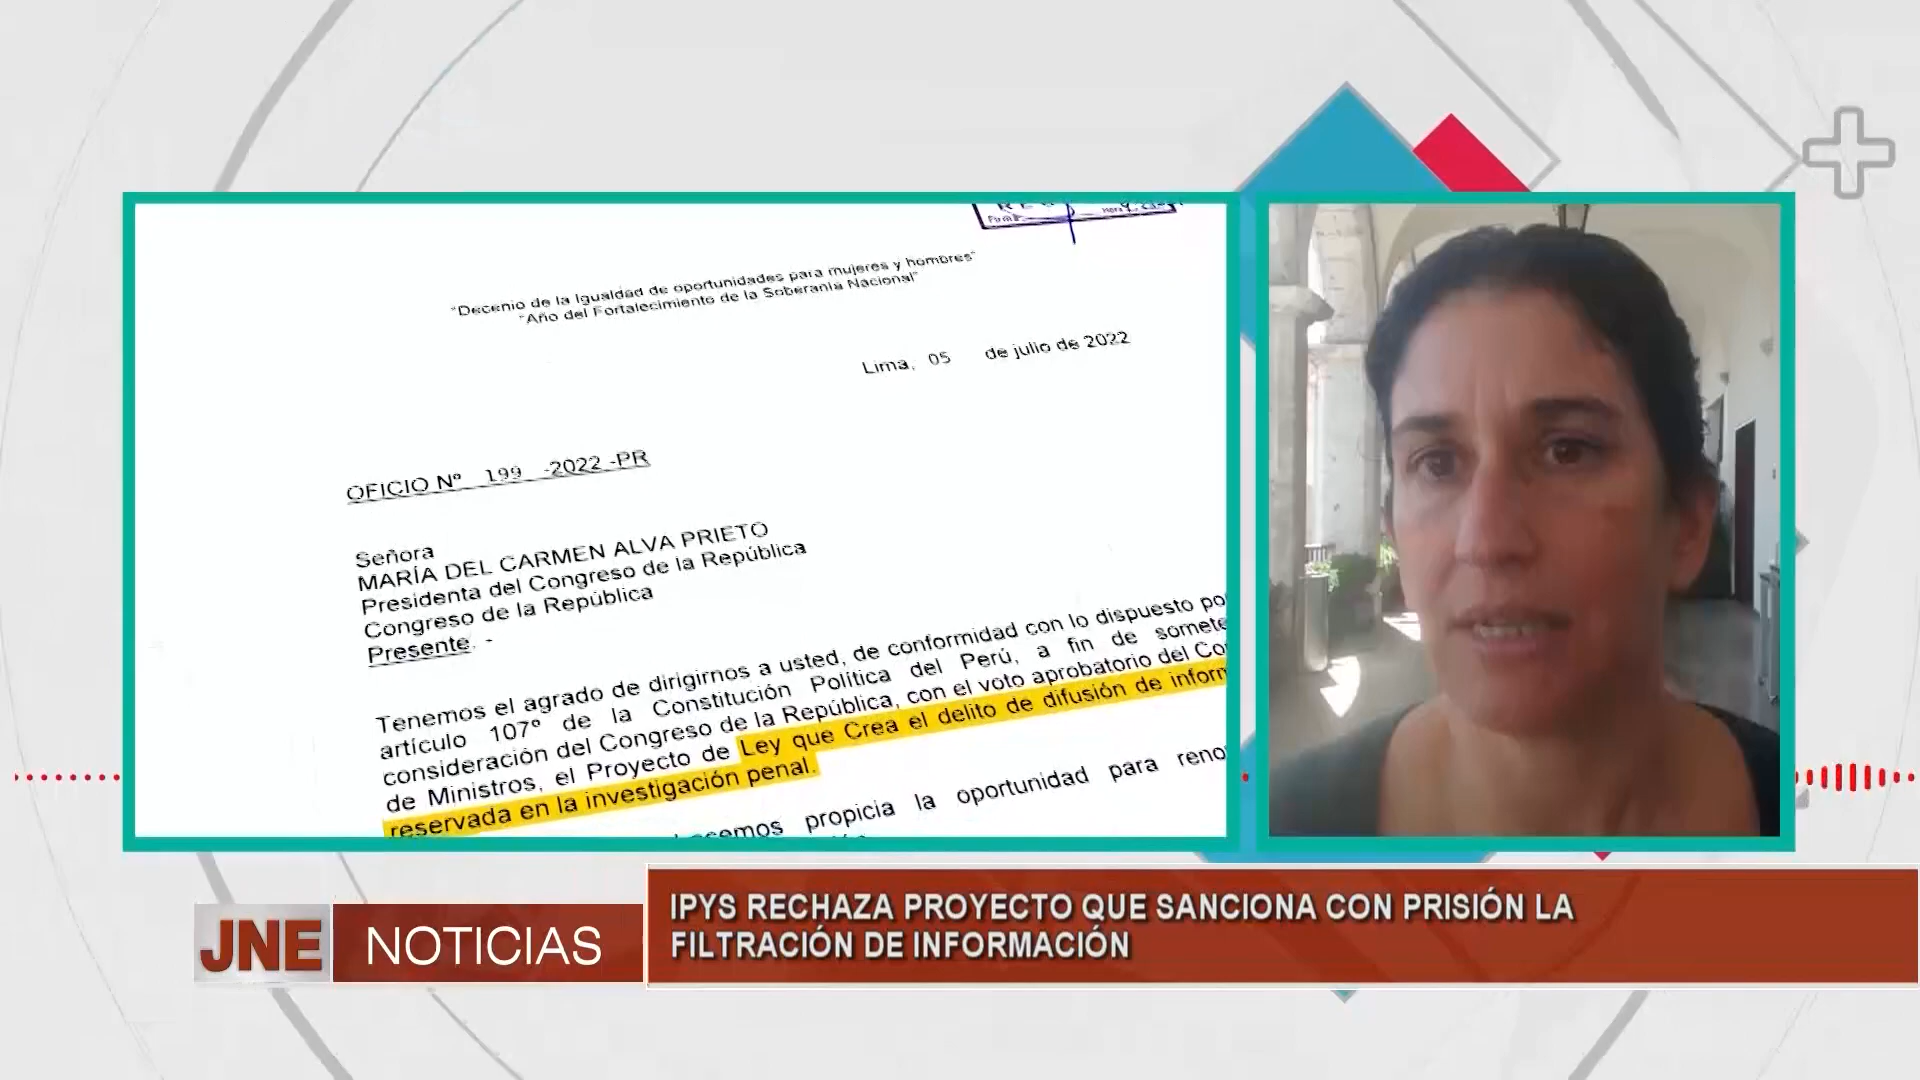 "Decenio de la Igualdad de oportunidades para mujeres y hombres"
"Año del Fortalecimiento de la Soberanía Nacional"
Lima, 05 de julio de 2022
OFICIO Nº 199 -2022 -PR
Señora
MARÍA DEL CARMEN ALVA PRIETO
Presidenta del Congreso de la República
Congreso de la República
Presente. -
Tenemos el agrado de dirigirnos a usted, de conformidad con lo dispuesto po
artículo 107º de la Constitución Política del Perú, a fin de somete
consideración del Congreso de la República, con el voto aprobatorio del Co
de Ministros, el Proyecto de Ley que Crea el delito de difusión de inform
reservada en la investigación penal.
propicia la oportunidad para reno
JNE NOTICIAS
IPYS RECHAZA PROYECTO QUE SANCIONA CON PRISIÓN LA
FILTRACIÓN DE INFORMACIÓN